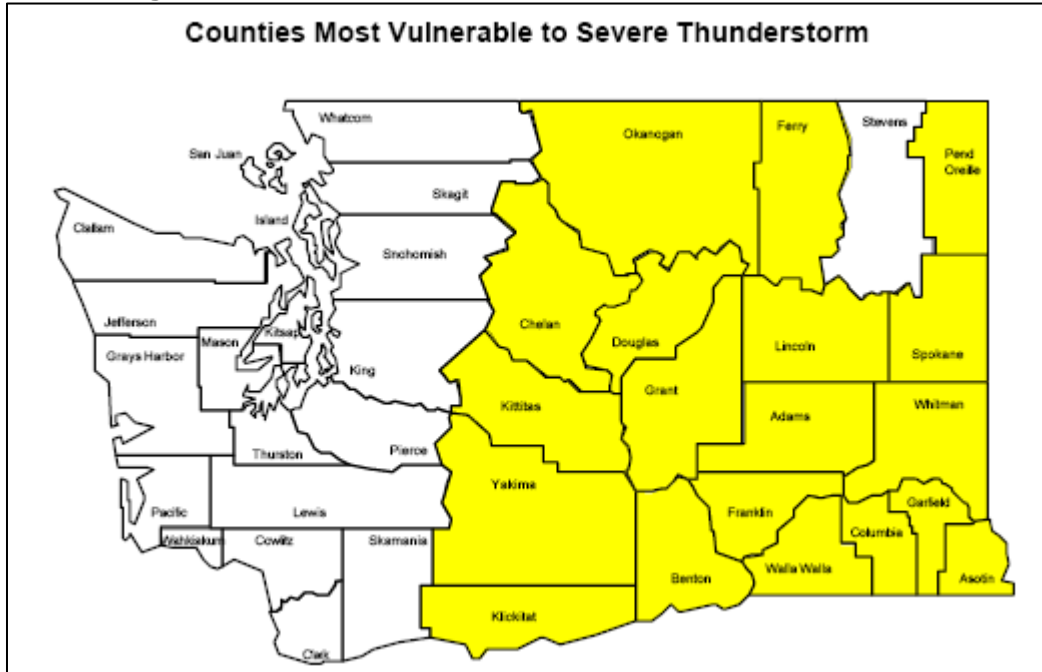 Counties Most Vulnerable to Severe Thunderstorm
Whatcom
Okanogan
Ferry
Stevens
Pend
Oreille
San Juan
Skagit
Island
Clallam
Snohomish
Jefferson
Mason
Kitsap
Chelan
Douglas
Lincoln
Spokane
Grays Harbor
King
Kittitas
Grant
Adams
Whitman
Thurston
Pierce
Yakima
Pacific
Lewis
Franklin
Garfield
Columbia
Wahkiakum
Cowlitz
Skamania
Walla Walla
Benton
Asotin
Klickitat
Clark